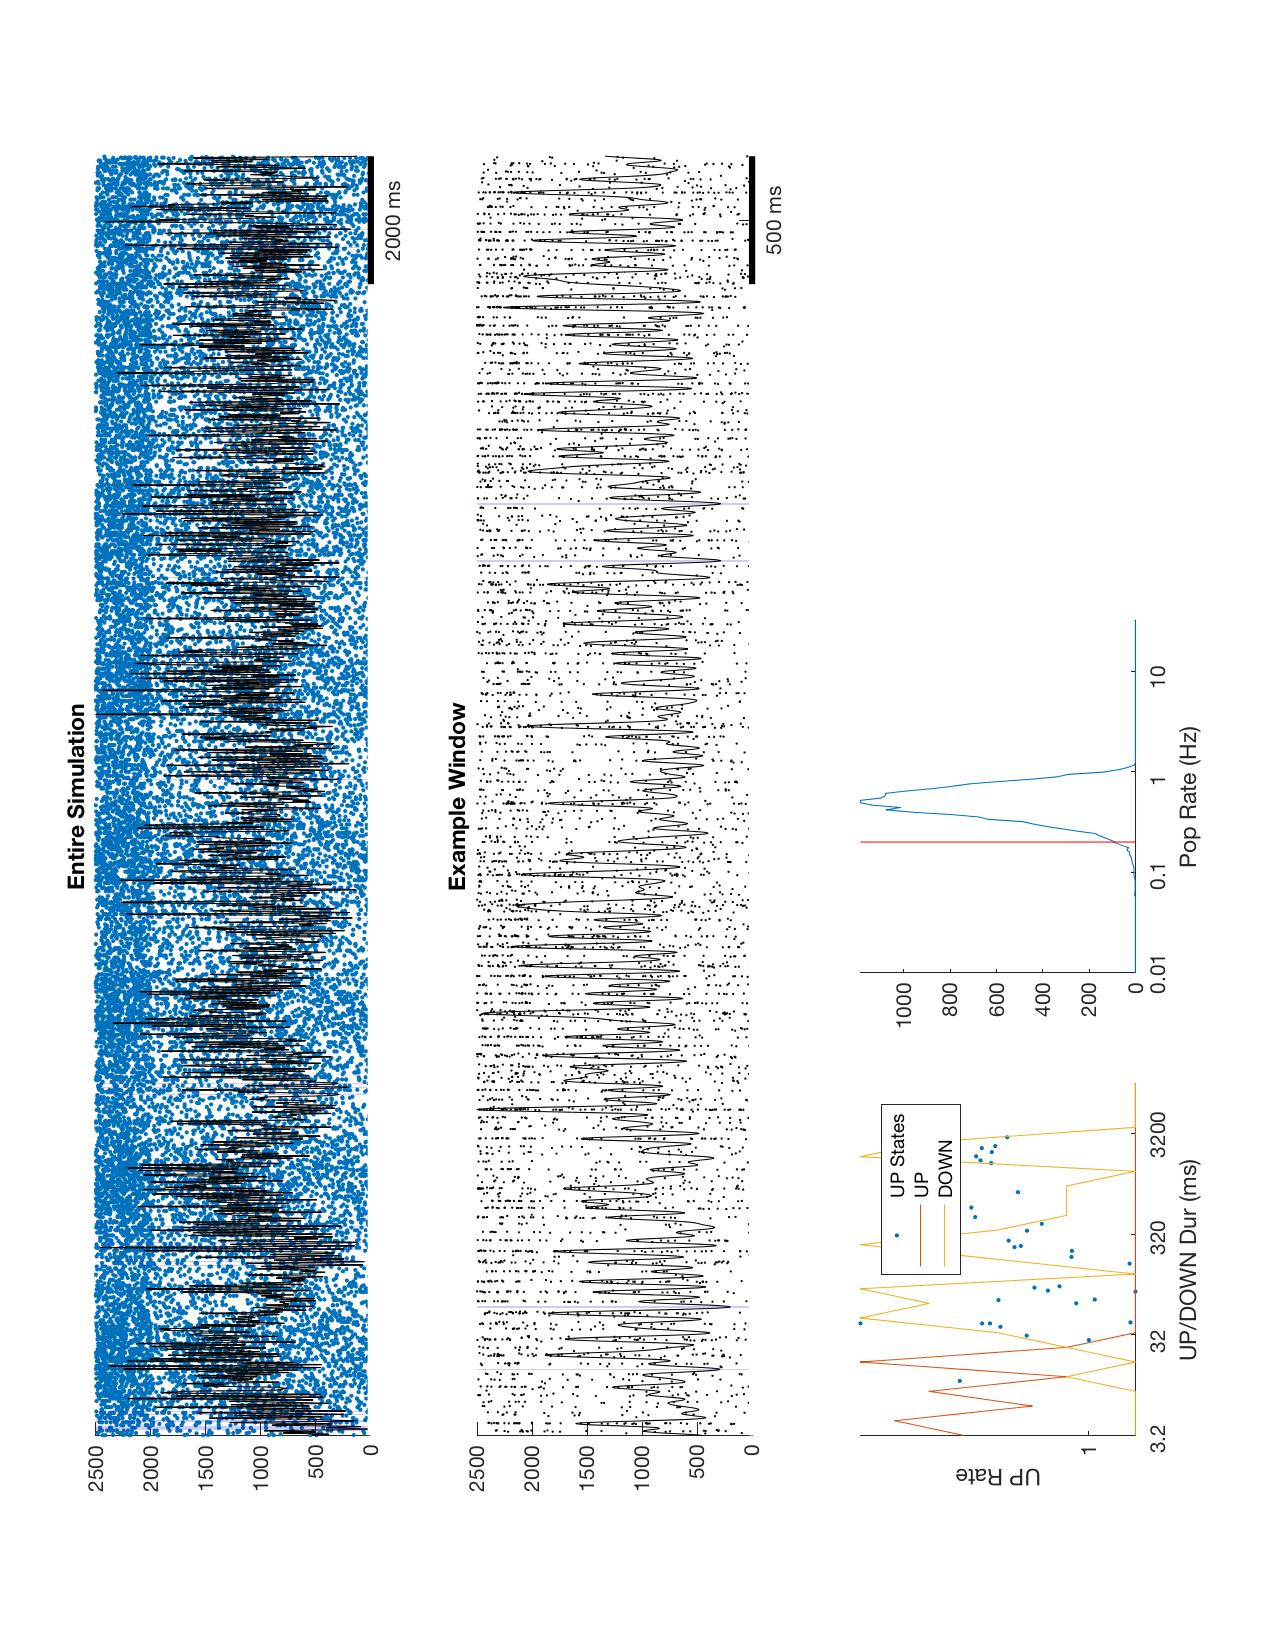 Entire Simulation
2500
2000
1500
1000
500
0
2000 ms
Example Window
2500
2000
1500
1000
500
0
500 ms
UP Rate
1
UP States
UP
DOWN
3.2 32 320 3200
UP/DOWN Dur (ms)
1000
800
600
400
200
0
0.01 0.1 1 10
Pop Rate (Hz)